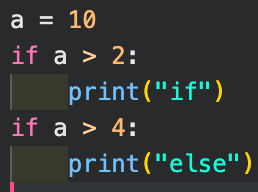 a = 10
if a > 2:
    print("if")
if a > 4:
    print("else")